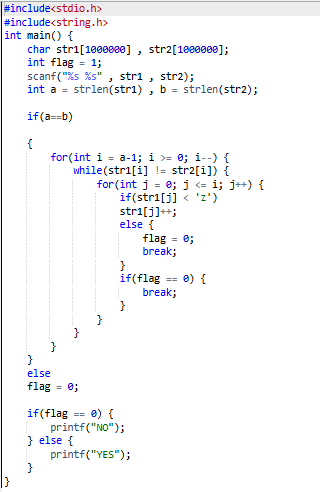 #include<stdio.h>
#include<string.h>
int main() {
    char str1[1000000] , str2[1000000];
    int flag = 1;
    scanf("%s %s" , str1 , str2);
    int a = strlen(str1) , b = strlen(str2);

    if(a==b)

    {
        for(int i = a-1; i >= 0; i--) {
            while(str1[i] != str2[i]) {
                for(int j = 0; j <= i; j++) {
                    if(str1[j] < 'z')
                    str1[j]++;
                    else {
                        flag = 0;
                        break;
                    }
                    if(flag == 0) {
                        break;
                    }
                }
            }
        }
    }
    else
    flag = 0;

    if(flag == 0) {
        printf("NO");
    } else {
        printf("YES");
    }
}